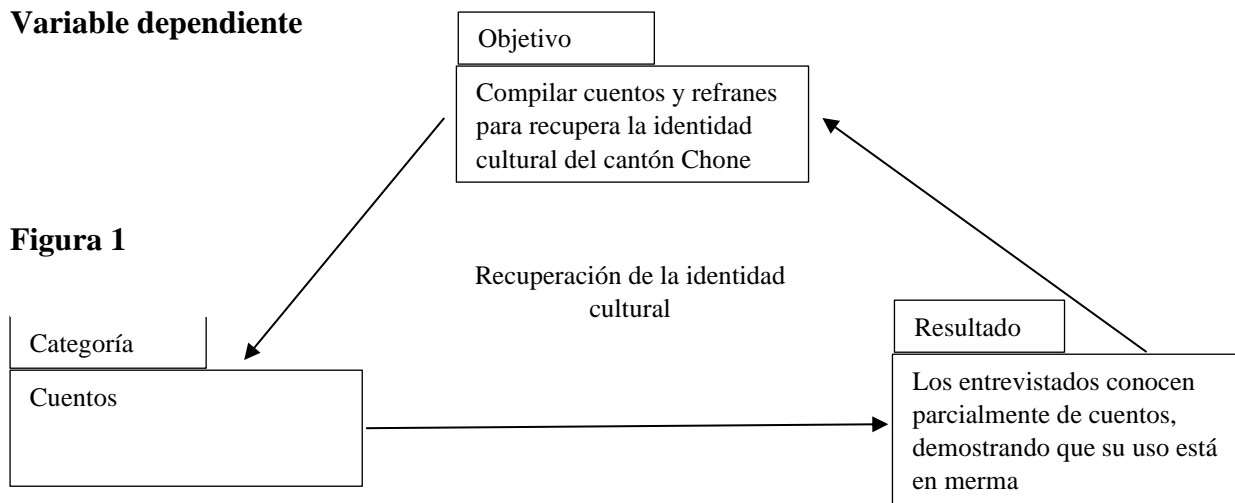 Variable dependiente
Objetivo
Compilar cuentos y refranes
para recupera la identidad
cultural del cantón Chone
Figura 1
Recuperación de la identidad
cultural
Categoría
Cuentos
Resultado
Los entrevistados conocen
parcialmente de cuentos,
demostrando que su uso está
en merma